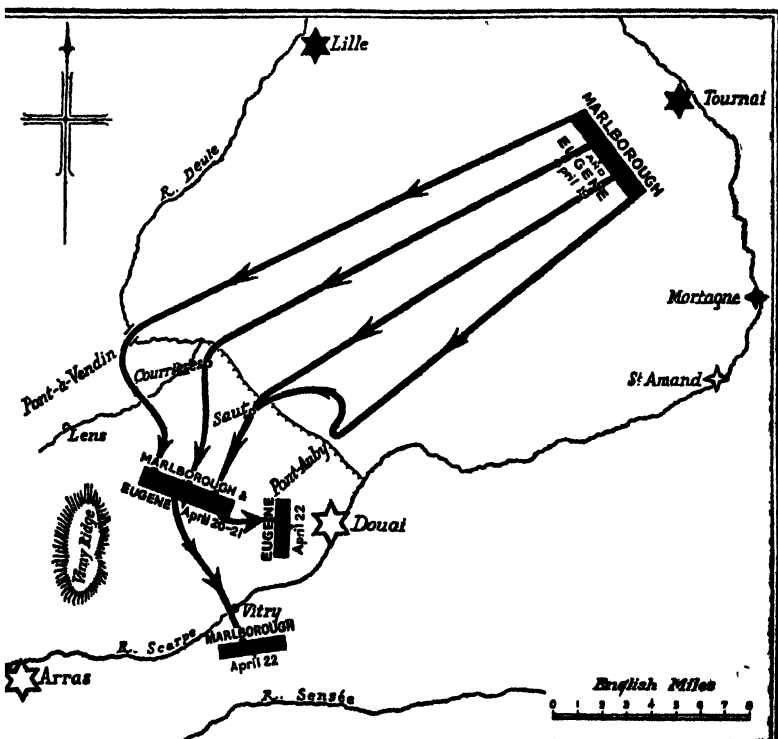 Lille
Tournai
MARLBOROUGH
AND
EUGENE
R. Deule
Mortagne
St Amand
Pont-à-Vendin
Courrières
Lens
Saut
Pont-Auby
MARLBOROUGH &
EUGENE April 20-21
EUGENE
April 22
Douai
Vimy Ridge
Vitry
MARLBOROUGH
April 22
R. Scarpe
Arras
R. Sensée
English Miles
0 1 2 3 4 5 6 7 8